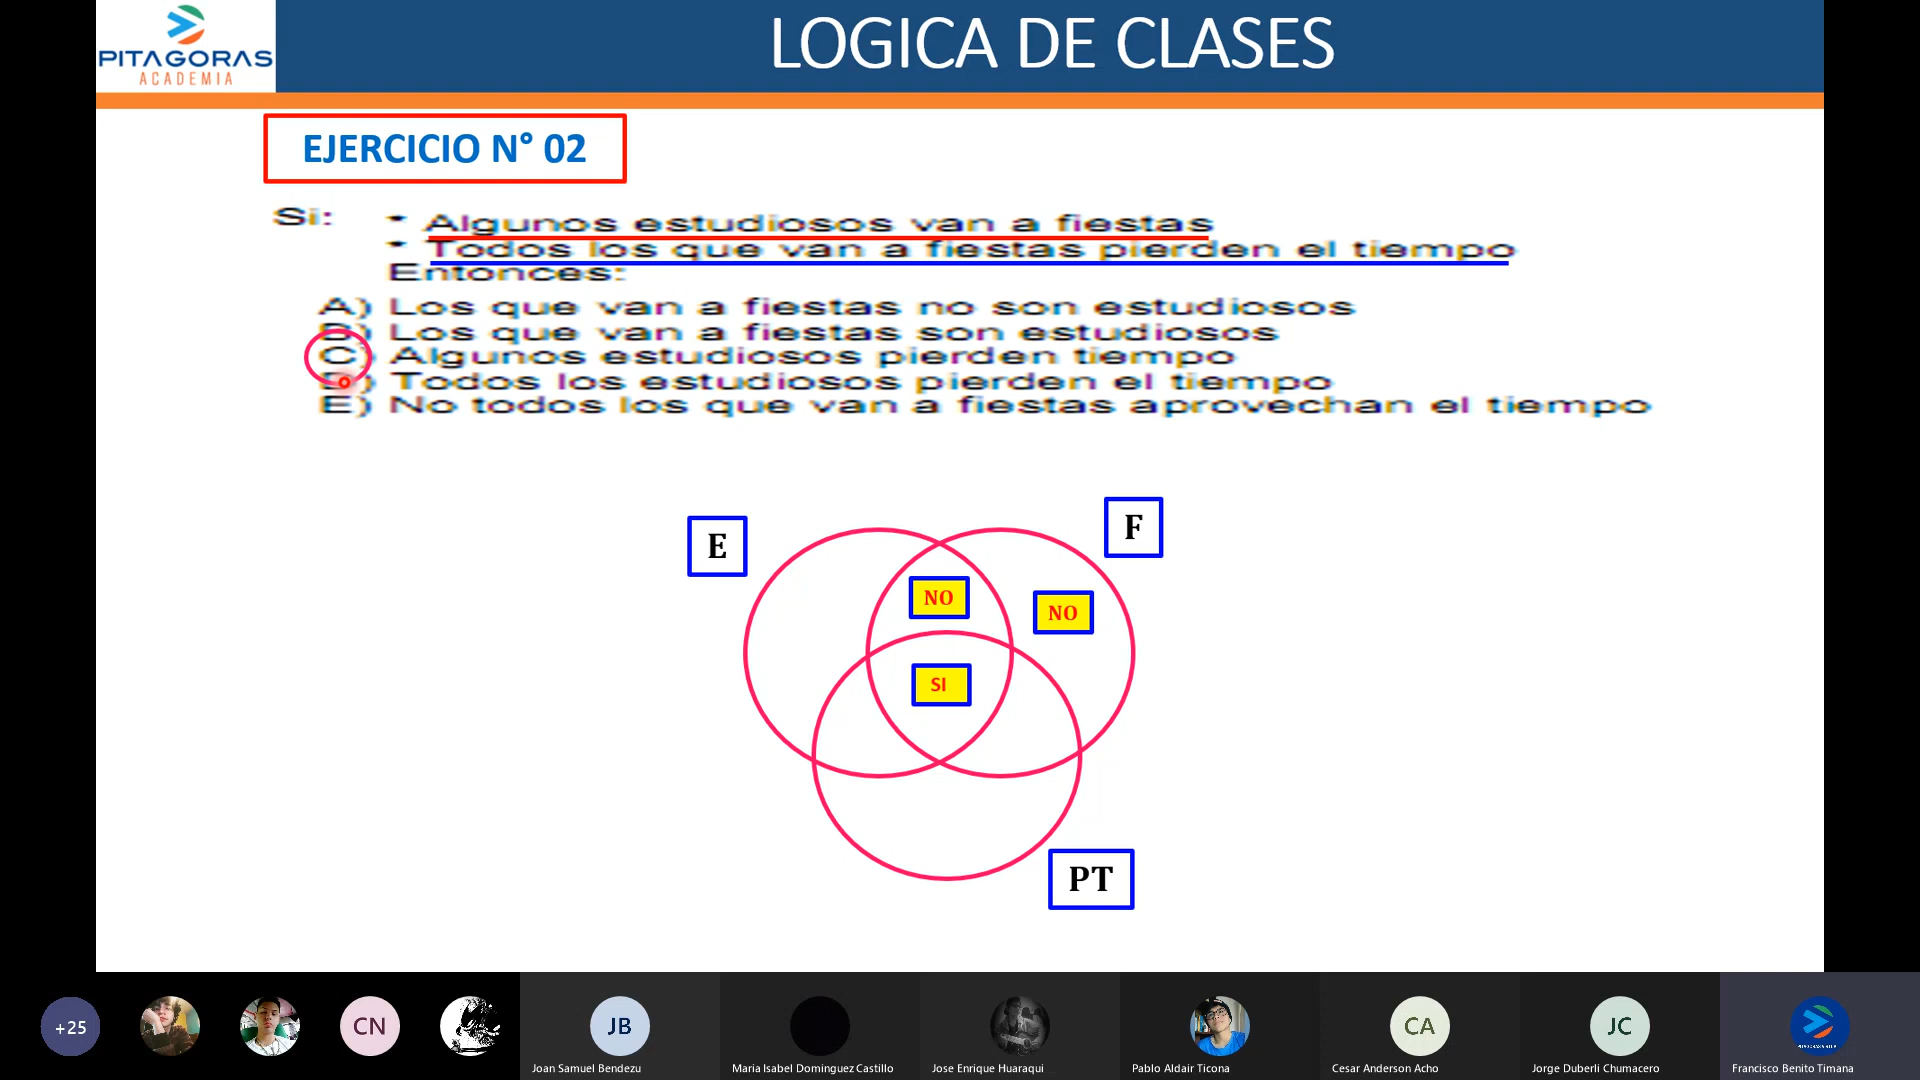 PITAGORAS
ACADEMIA
LOGICA DE CLASES
EJERCICIO N° 02
Si: * Algunos estudiosos van a fiestas
* Todos los que van a fiestas pierden el tiempo
Entonces:
A) Los que van a fiestas no son estudiosos
B) Los que van a fiestas son estudiosos
C) Algunos estudiosos pierden tiempo
D) Todos los estudiosos pierden el tiempo
E) No todos los que van a fiestas aprovechan el tiempo
E
F
NO
NO
SI
PT
+25
CN
JB
CA
JC
Joan Samuel Bendezu
Maria Isabel Dominguez Castillo
Jose Enrique Huaraqui
Pablo Aldair Ticona
Cesar Anderson Acho
Jorge Duberli Chumacero
Francisco Benito Timana